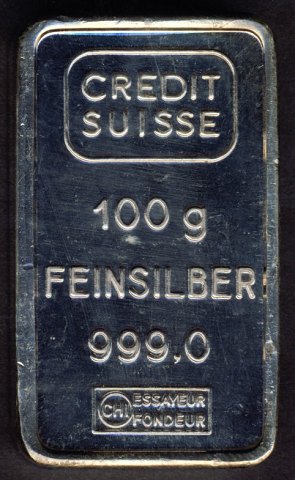 CREDIT
SUISSE
100 g
FEINSILBER
999,0
CHI ESSAYEUR
FONDEUR